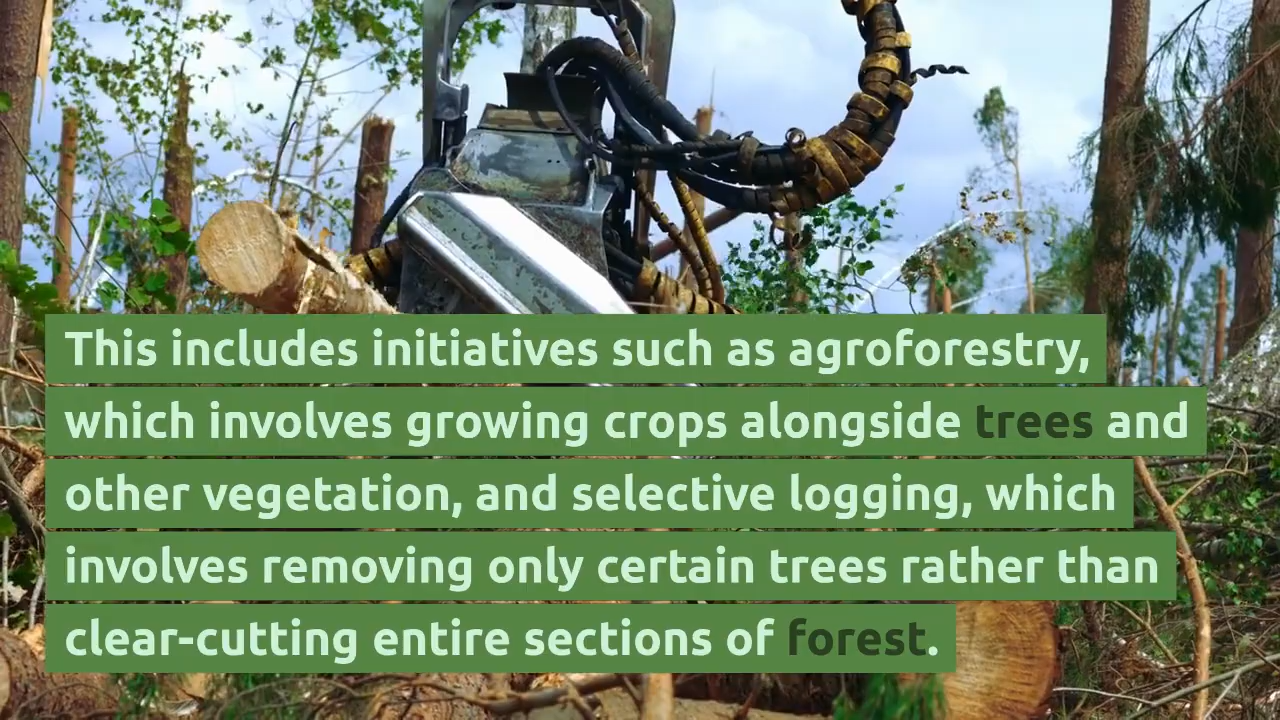 This includes initiatives such as agroforestry,
which involves growing crops alongside trees and
other vegetation, and selective logging, which
involves removing only certain trees rather than
clear-cutting entire sections of forest.